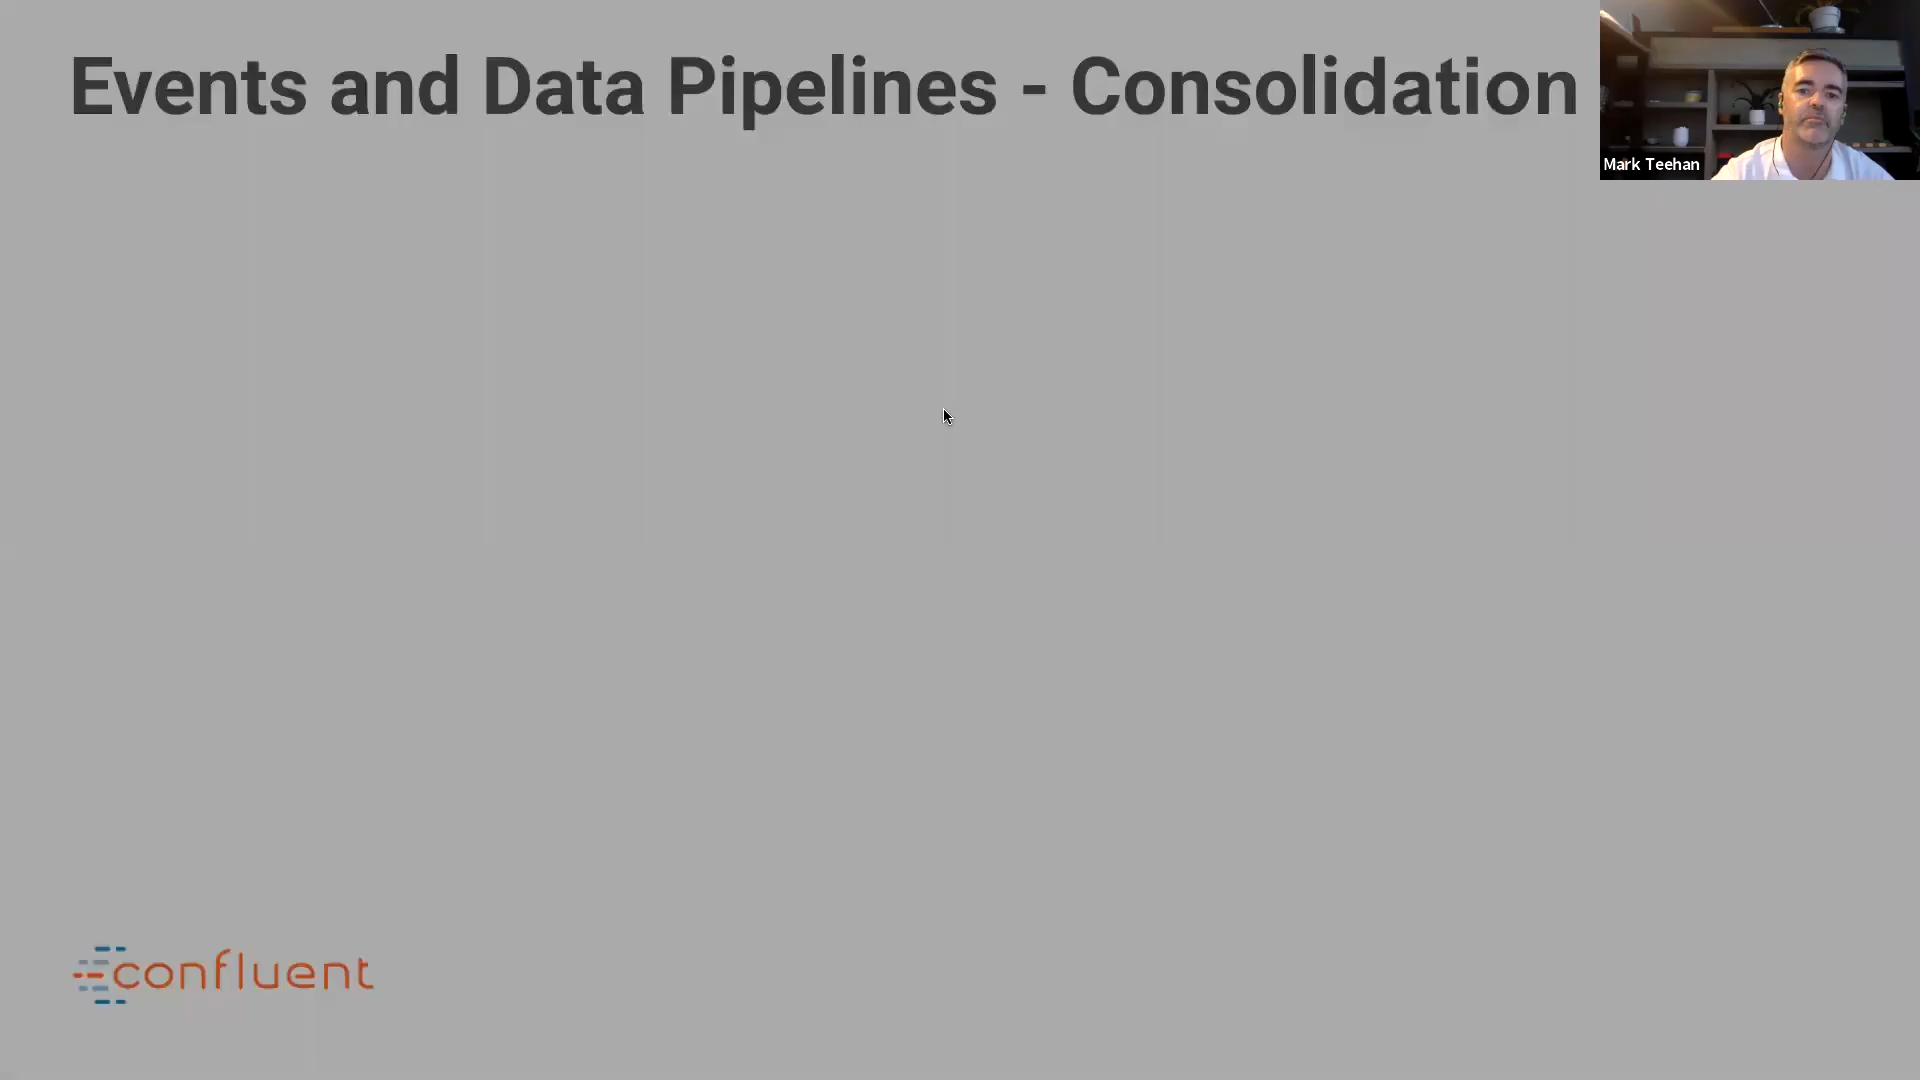 Events and Data Pipelines - Consolidation
Mark Teehan
confluent